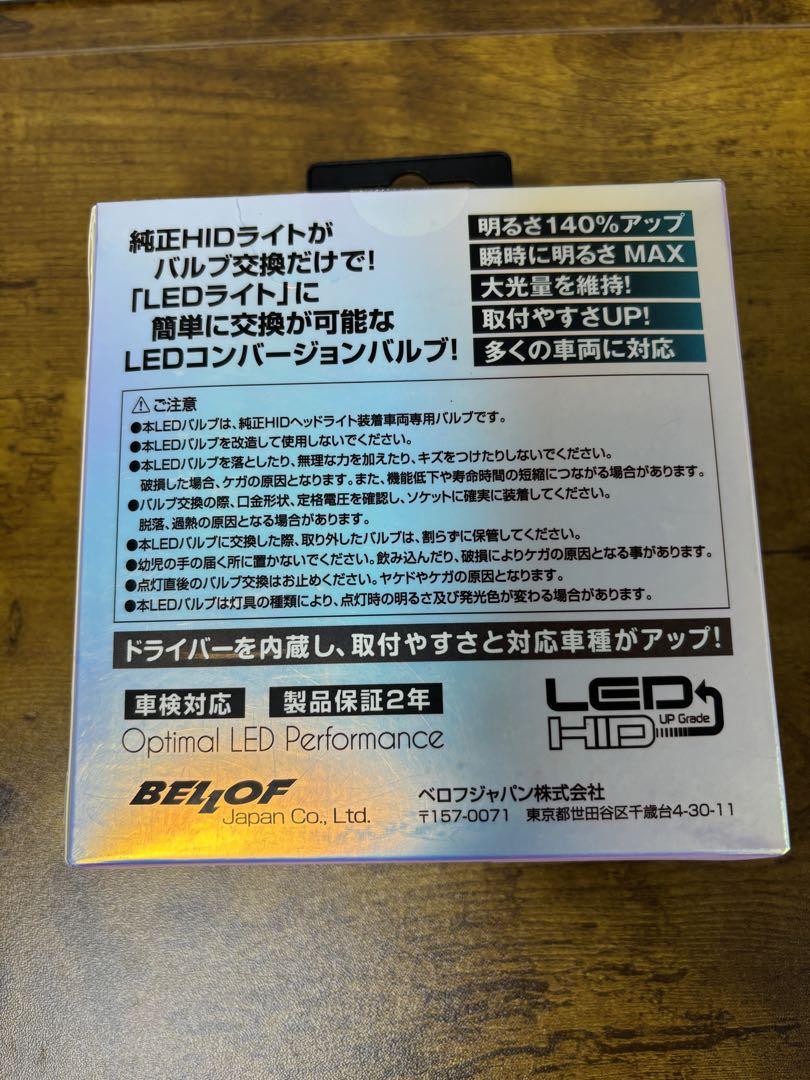 純正HIDライトが
バルブ交換だけで!
「LEDライト」に
簡単に交換が可能な
LEDコンバージョンバルブ!
明るさ140%アップ
瞬時に明るさ MAX
大光量を維持!
取付やすさUP!
多くの車両に対応
⚠ご注意
●本LEDバルブは、純正HIDヘッドライト装着車両専用バルブです。
●本LEDバルブを改造して使用しないでください。
●本LEDバルブを落としたり、無理な力を加えたり、キズをつけたりしないでください。
破損した場合、ケガの原因となります。また、機能低下や寿命時間の短縮につながる場合があります。
●バルブ交換の際、口金形状、定格電圧を確認し、ソケットに確実に装着してください。
脱落、過熱の原因となる場合があります。
●本LEDバルブに交換した際、取り外したバルブは、割らずに保管してください。
●幼児の手の届く所に置かないでください。飲み込んだり、破損によりケガの原因となる事があります。
●点灯直後のバルブ交換はお止めください。ヤケドやケガの原因となります。
●本LEDバルブは灯具の種類により、点灯時の明るさ及び発光色が変わる場合があります。
ドライバーを内蔵し、取付やすさと対応車種がアップ!
車検対応 製品保証2年
Optimal LED Performance
LED
HID UP Grade
BELLOF
Japan Co., Ltd.
ベロフジャパン株式会社
〒157-0071 東京都世田谷区千歳台4-30-11